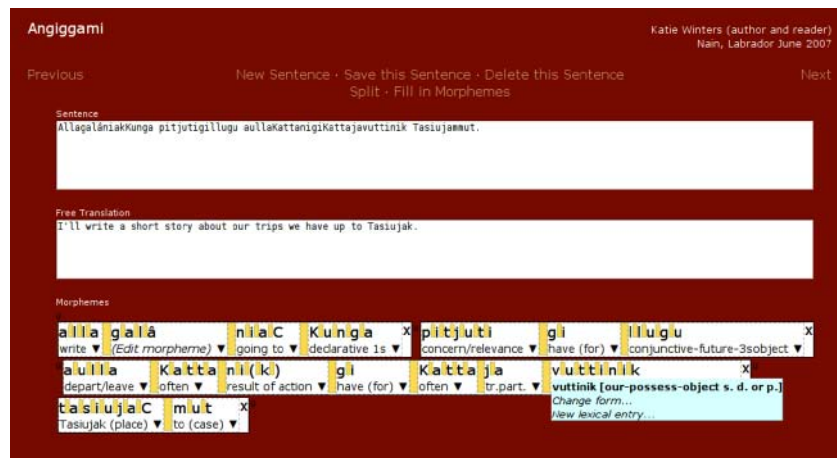 Angiggami
Katie Winters (author and reader)
Nain, Labrador June 2007
Previous
New Sentence · Save this Sentence · Delete this Sentence
Next
Split · Fill in Morphemes
Sentence
AllagalâniakKunga pitjutigillugu aullaKattanigiKattajavuttinik Tasiujammut.
Free Translation
I'll write a short story about our trips we have up to Tasiujak.
Morphemes
alla galâ niaC Kunga X pitjuti gi llugu X
write ▼ (Edit morpheme) ▼ going to ▼ declarative 1s ▼ concern/relevance ▼ have (for) ▼ conjunctive-future-3sobject ▼
aulla Katta ni(k) gi Katta ja vuttinik X
depart/leave ▼ often ▼ result of action ▼ have (for) ▼ often ▼ tr.part. ▼ vuttinik [our-possess-object s. d. or p.]
Change form...
New lexical entry...
tasiujaC mut X
Tasiujak (place) ▼ to (case) ▼